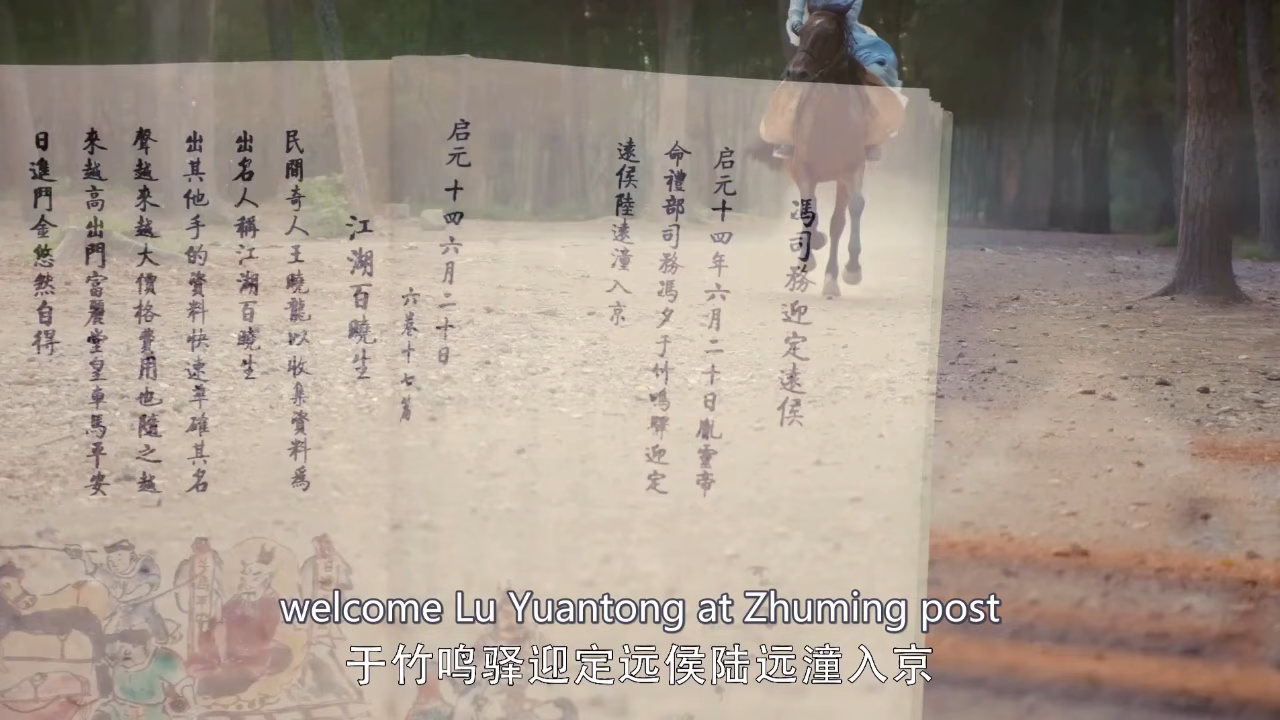 馮司務迎定遠侯
启元十四年六月二十日胤靈帝
命禮部司務馮夕于竹鳴驛迎定
遠侯陸遠潼入京
启元十四六月二十日
六巻十七篇
江湖百曉生
民間奇人王曉龍以收集資料為
出名人稱江湖百曉生
出其他手的資料快速準確其名
聲越來越大價格費用也隨之越
來越高出門富麗堂皇車馬平安
日進門金悠然自得
welcome Lu Yuantong at Zhuming post
于竹鸣驿迎定远侯陆远潼入京